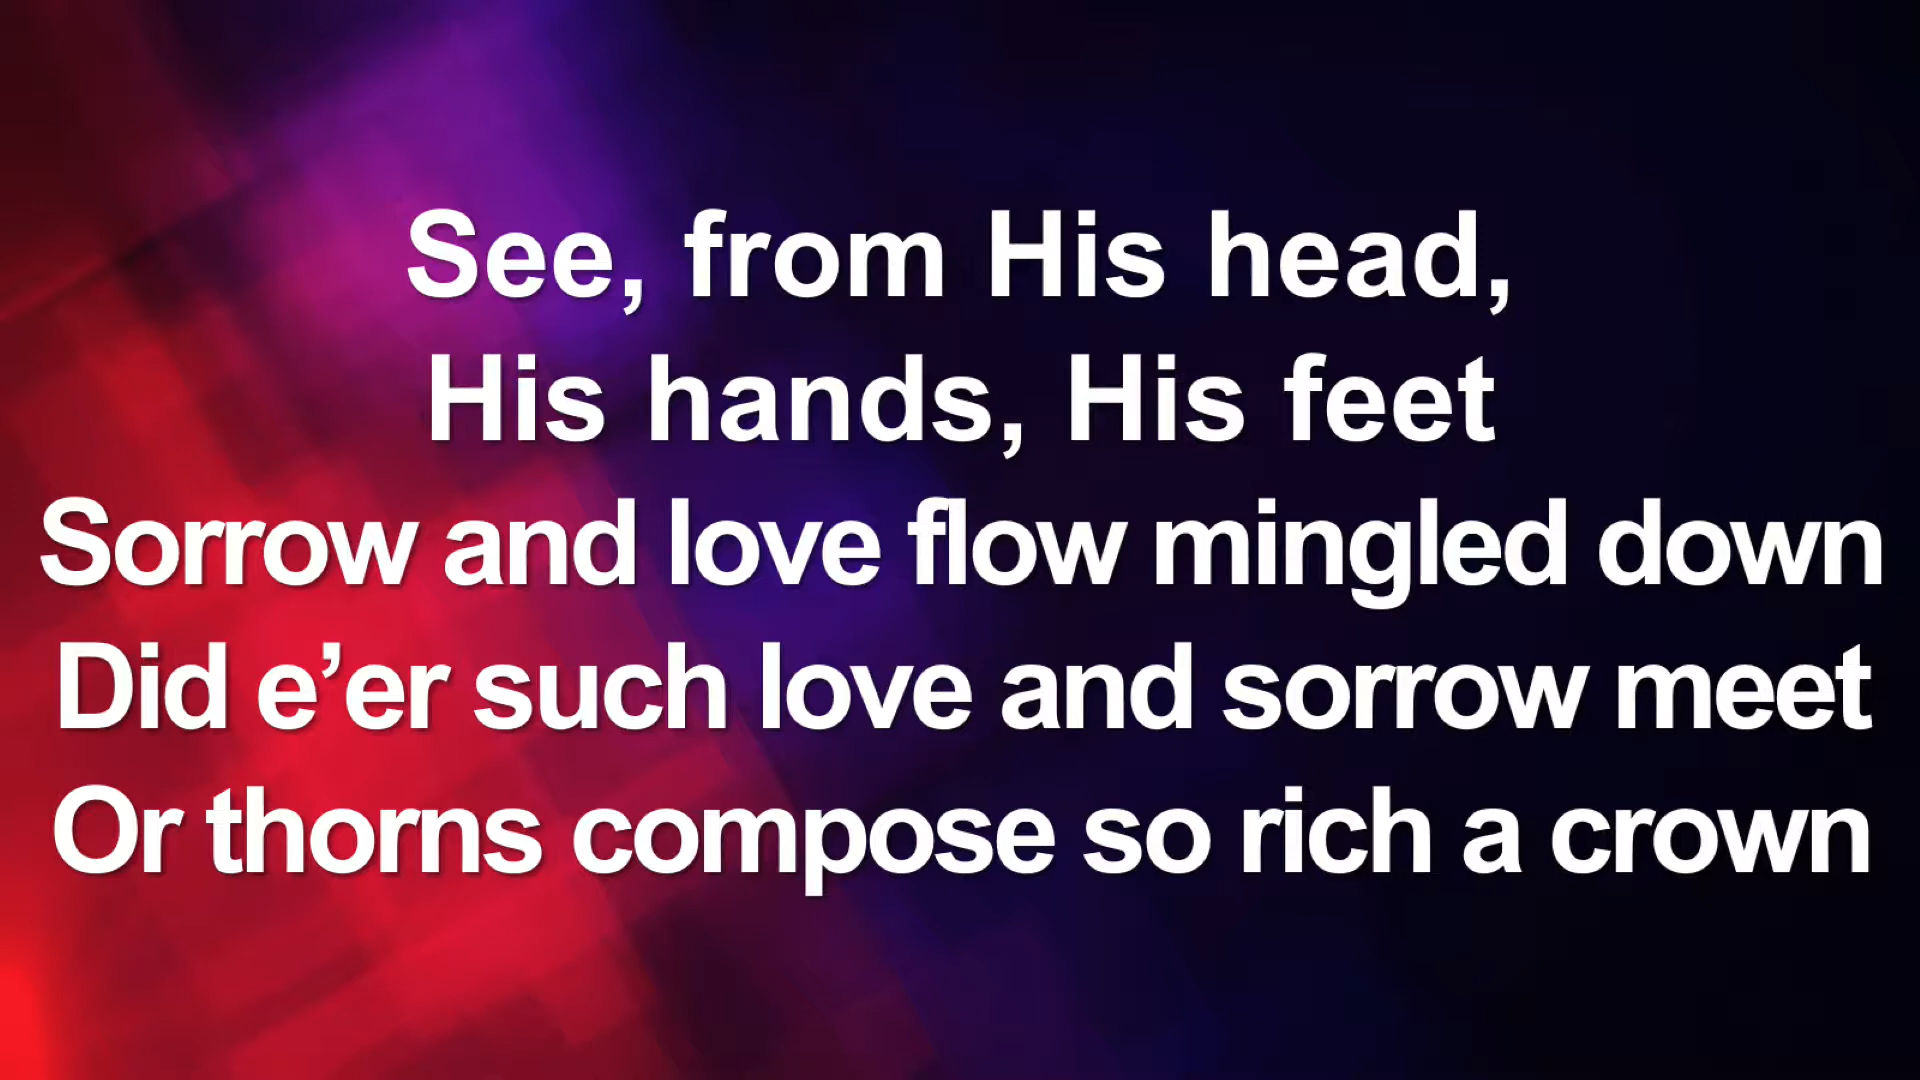 See, from His head,
His hands, His feet
Sorrow and love flow mingled down
Did e’er such love and sorrow meet
Or thorns compose so rich a crown